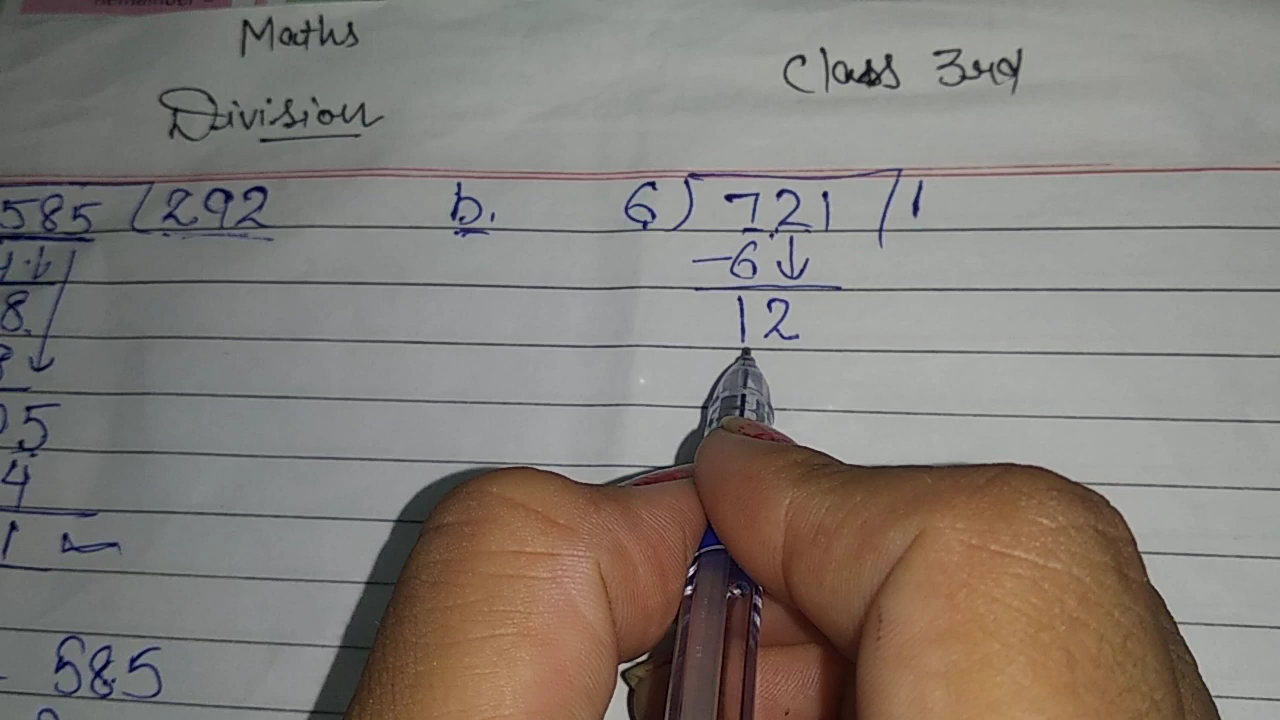 Maths
Class 3rd
Division
585 (292
8
5
4
1
585
b. 6) 721 / 1
-6 ↓
12